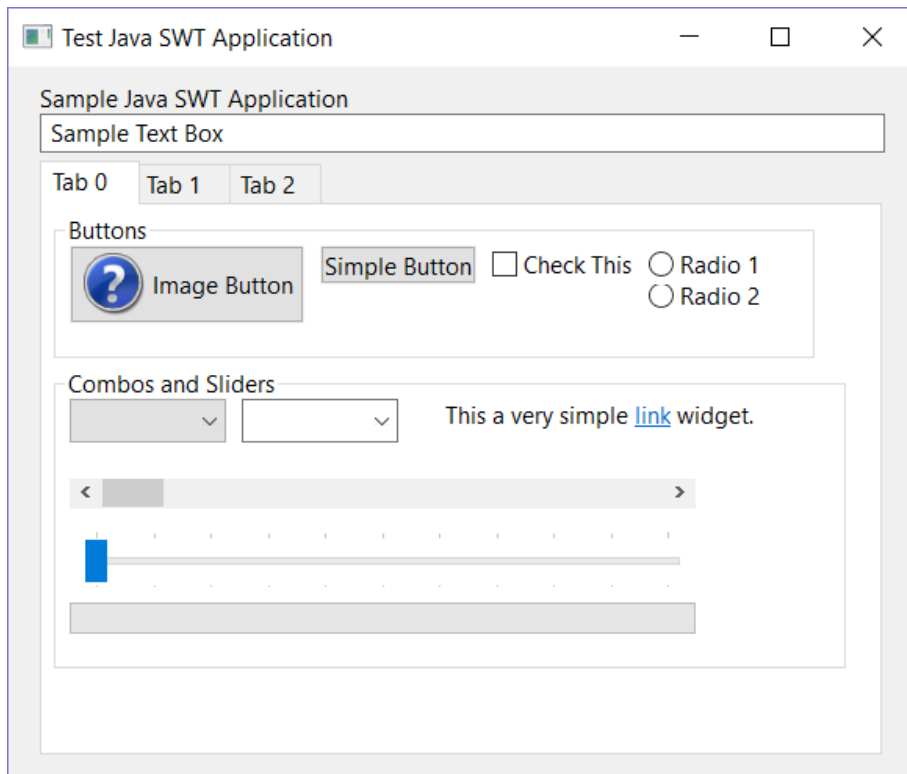 Test Java SWT Application
Sample Java SWT Application
Sample Text Box
Tab 0 Tab 1 Tab 2
Buttons
Image Button Simple Button Check This Radio 1
Radio 2
Combos and Sliders
This a very simple link widget.